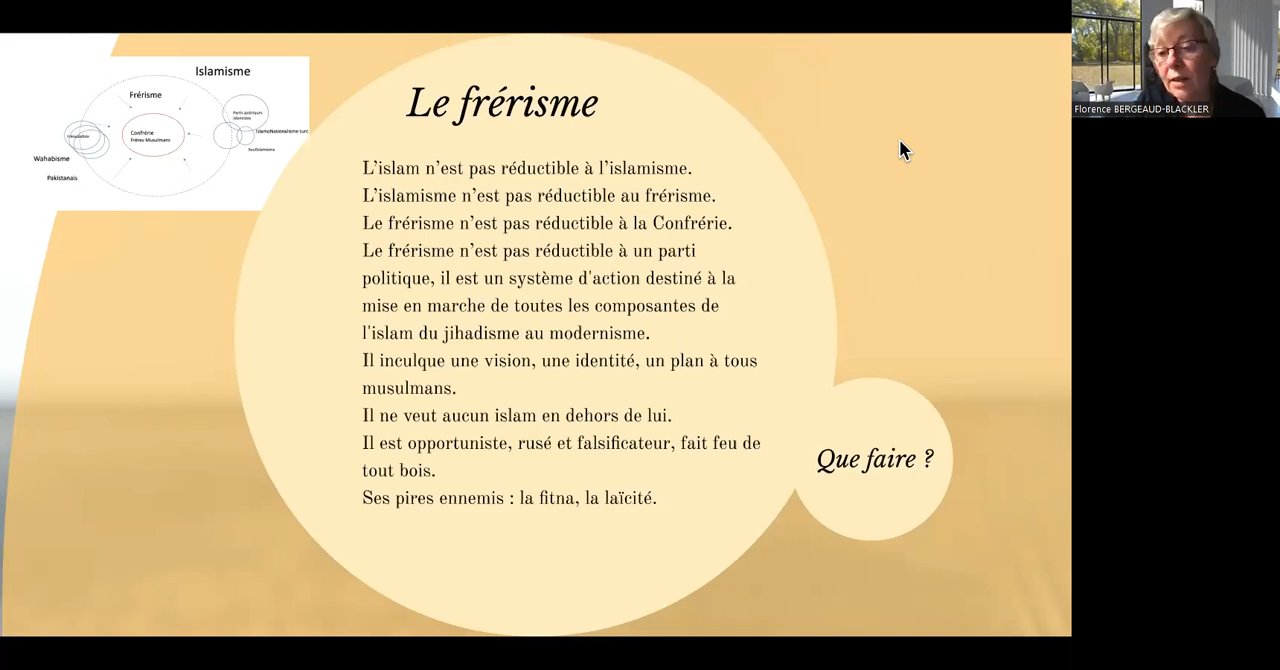 Islamisme
Frérisme
Confrérie
Frères Musulmans
Partis politiques
Wahabisme
Pakistanais
Le frérisme
L’islam n’est pas réductible à l’islamisme.
L’islamisme n’est pas réductible au frérisme.
Le frérisme n’est pas réductible à la Confrérie.
Le frérisme n’est pas réductible à un parti
politique, il est un système d'action destiné à la
mise en marche de toutes les composantes de
l'islam du jihadisme au modernisme.
Il inculque une vision, une identité, un plan à tous
musulmans.
Il ne veut aucun islam en dehors de lui.
Il est opportuniste, rusé et falsificateur, fait feu de
tout bois.
Ses pires ennemis : la fitna, la laïcité.
Que faire ?
Florence BERGEAUD-BLACKLER